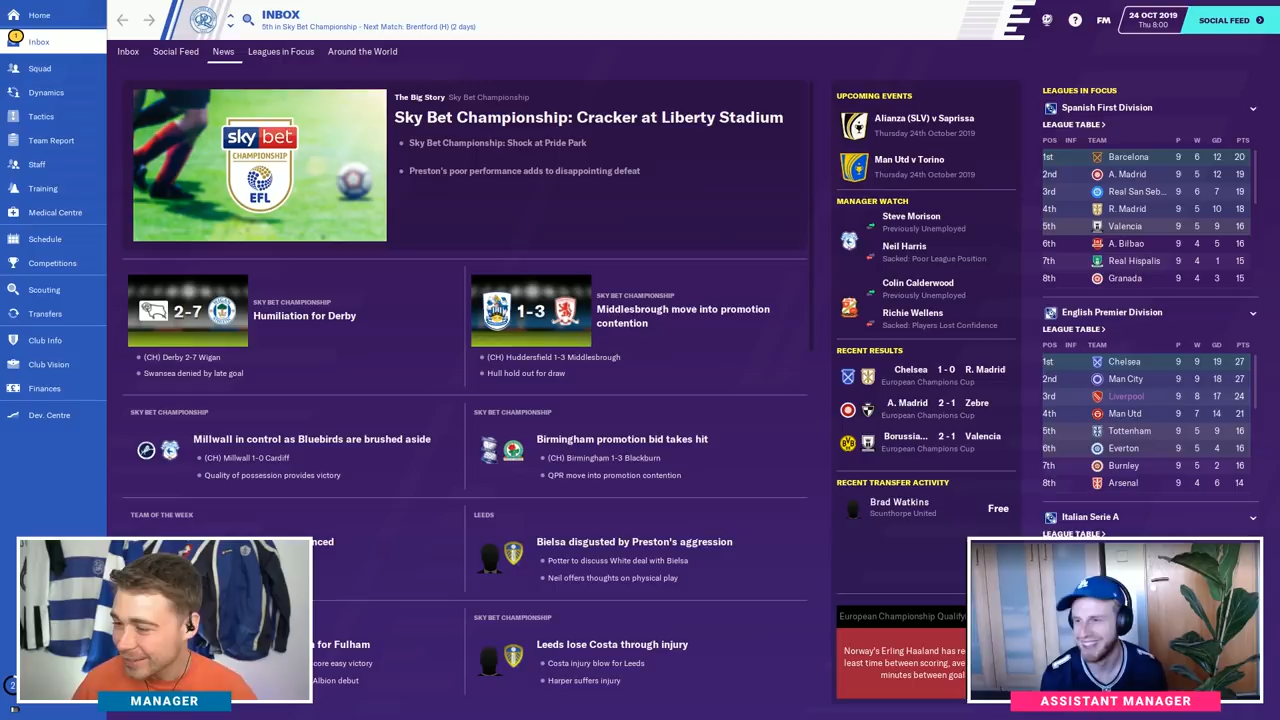 Home
Inbox
Squad
Dynamics
Tactics
Team Report
Staff
Training
Medical Centre
Schedule
Competitions
Scouting
Transfers
Club Info
Club Vision
Finances
Dev. Centre
1
2
INBOX
5th in Sky Bet Championship - Next Match: Brentford (H) (2 days)
?
FM
24 OCT 2019
Thu 8:00
SOCIAL FEED
Inbox Social Feed News Leagues in Focus Around the World
sky bet
CHAMPIONSHIP
EFL
The Big Story Sky Bet Championship
Sky Bet Championship: Cracker at Liberty Stadium
Sky Bet Championship: Shock at Pride Park
Preston's poor performance adds to disappointing defeat
2-7
SKY BET CHAMPIONSHIP
Humiliation for Derby
(CH) Derby 2-7 Wigan
Swansea denied by late goal
1-3
SKY BET CHAMPIONSHIP
Middlesbrough move into promotion
contention
(CH) Huddersfield 1-3 Middlesbrough
Hull hold out for draw
SKY BET CHAMPIONSHIP
Millwall in control as Bluebirds are brushed aside
(CH) Millwall 1-0 Cardiff
Quality of possession provides victory
SKY BET CHAMPIONSHIP
Birmingham promotion bid takes hit
(CH) Birmingham 1-3 Blackburn
QPR move into promotion contention
TEAM OF THE WEEK
nced
LEEDS
Bielsa disgusted by Preston's aggression
Potter to discuss White deal with Bielsa
Neil offers thoughts on physical play
for Fulham
core easy victory
Albion debut
SKY BET CHAMPIONSHIP
Leeds lose Costa through injury
Costa injury blow for Leeds
Harper suffers injury
UPCOMING EVENTS
Alianza (SLV) v Saprissa
Thursday 24th October 2019
Man Utd v Torino
Thursday 24th October 2019
MANAGER WATCH
Steve Morison
Previously Unemployed
Neil Harris
Sacked: Poor League Position
Colin Calderwood
Previously Unemployed
Richie Wellens
Sacked: Players Lost Confidence
RECENT RESULTS
Chelsea 1 - 0 R. Madrid
European Champions Cup
A. Madrid 2 - 1 Zebre
European Champions Cup
Borussia... 2 - 1 Valencia
European Champions Cup
RECENT TRANSFER ACTIVITY
Brad Watkins
Scunthorpe United
Free
European Championship Qualify
Norway's Erling Haaland has re
least time between scoring, ave
minutes between goal
LEAGUES IN FOCUS
Spanish First Division
LEAGUE TABLE >
POS INF TEAM P W GD PTS
1st Barcelona 9 6 12 20
2nd A. Madrid 9 5 12 19
3rd Real San Seb... 9 6 7 19
4th R. Madrid 9 5 10 18
5th Valencia 9 5 9 16
6th A. Bilbao 9 4 3 16
7th Real Hispalis 9 4 1 15
8th Granada 9 4 3 15
English Premier Division
LEAGUE TABLE >
POS INF TEAM P W GD PTS
1st Chelsea 9 9 19 27
2nd Man City 9 9 18 27
3rd Liverpool 9 8 17 24
4th Man Utd 9 7 14 21
5th Tottenham 9 5 9 16
6th Everton 9 5 4 16
7th Burnley 9 5 2 16
8th Arsenal 9 4 6 14
Italian Serie A
LEAGUE TABLE >
MANAGER
ASSISTANT MANAGER